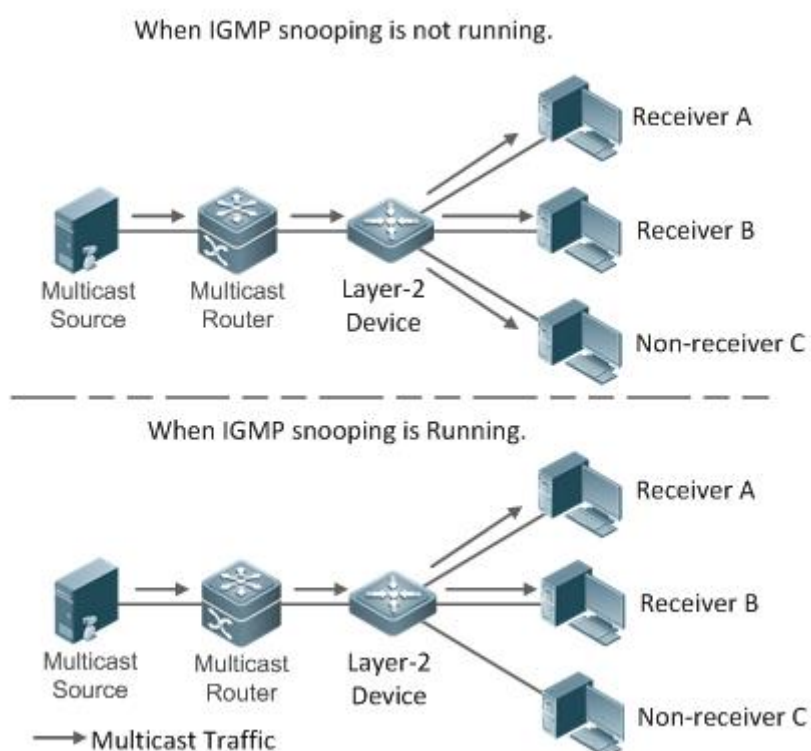 When IGMP snooping is not running.
Receiver A
Receiver B
Multicast
Source
Multicast
Router
Layer-2
Device
Non-receiver C
When IGMP snooping is Running.
Receiver A
Receiver B
Multicast
Source
Multicast
Router
Layer-2
Device
Non-receiver C
Multicast Traffic